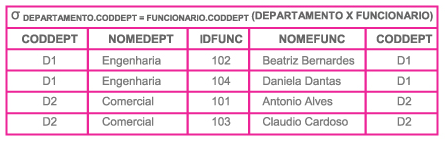 σ DEPARTAMENTO.CODDEPT = FUNCIONARIO.CODDEPT (DEPARTAMENTO X FUNCIONARIO)
CODDEPT NOMEDEPT IDFUNC NOMEFUNC CODDEPT
D1 Engenharia 102 Beatriz Bernardes D1
D1 Engenharia 104 Daniela Dantas D1
D2 Comercial 101 Antonio Alves D2
D2 Comercial 103 Claudio Cardoso D2